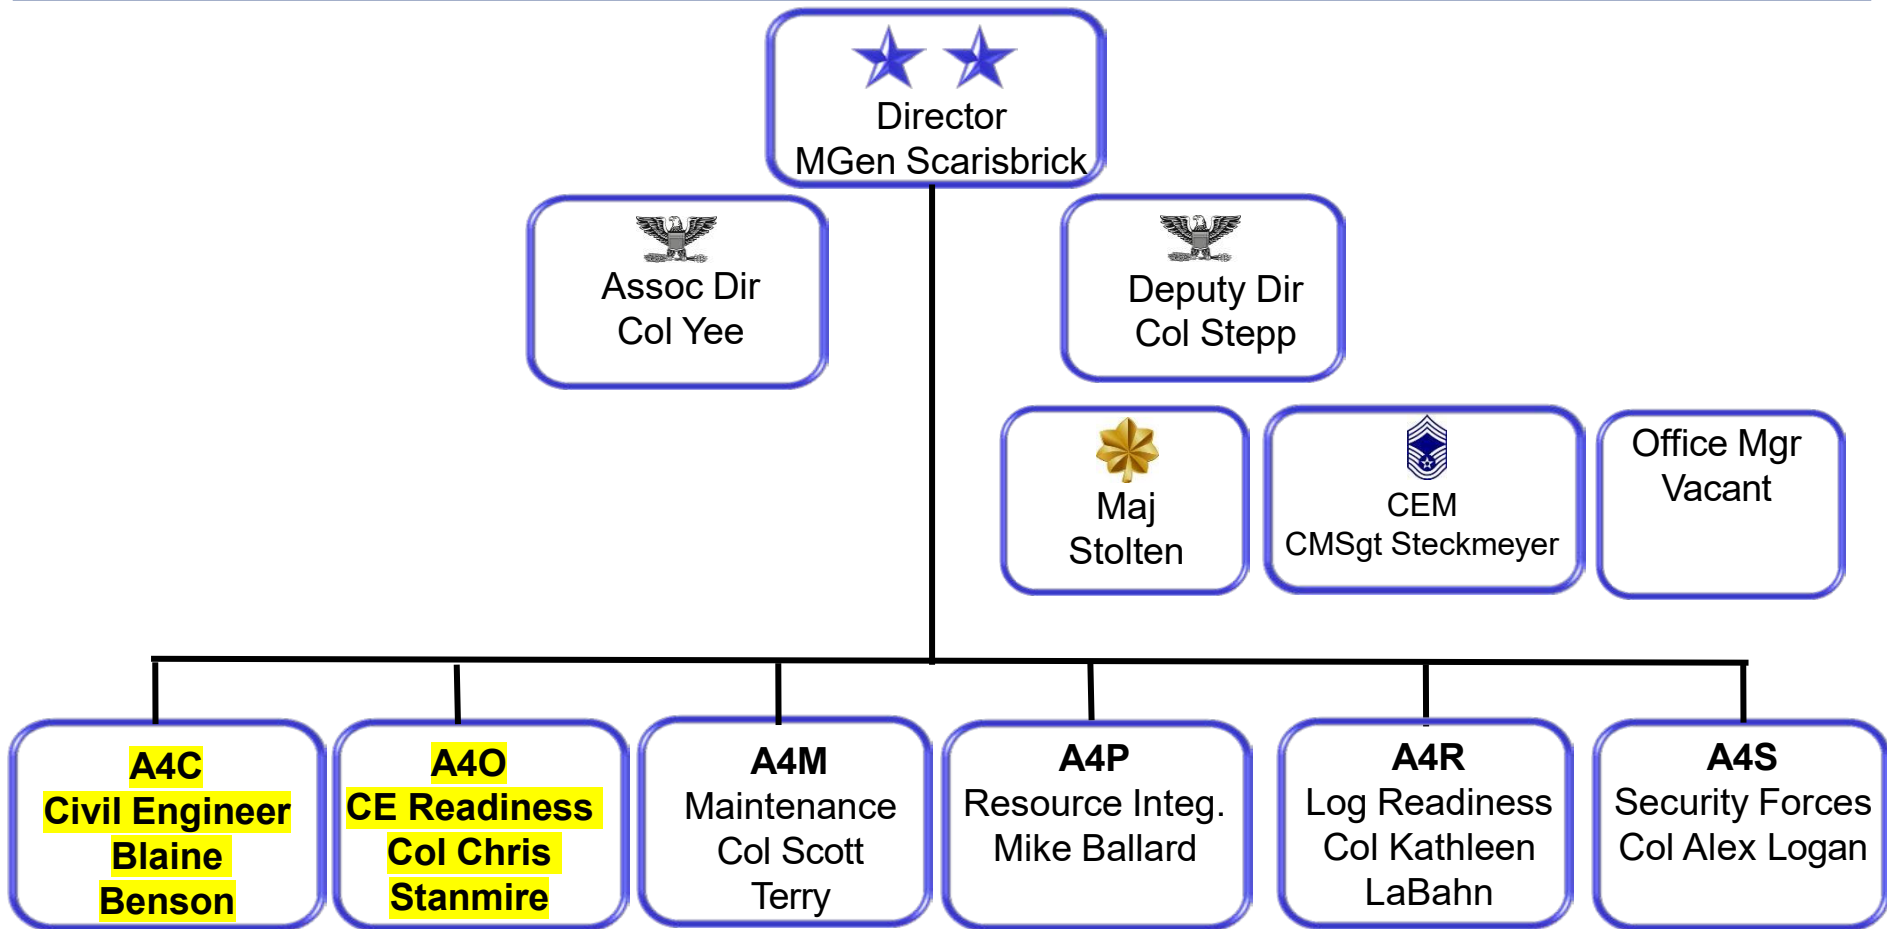 Director
MGen Scarisbrick
Assoc Dir
Col Yee
Deputy Dir
Col Stepp
Maj
Stolten
CEM
CMSgt Steckmeyer
Office Mgr
Vacant
A4C
Civil Engineer
Blaine
Benson
A4O
CE Readiness
Col Chris
Stanmire
A4M
Maintenance
Col Scott
Terry
A4P
Resource Integ.
Mike Ballard
A4R
Log Readiness
Col Kathleen
LaBahn
A4S
Security Forces
Col Alex Logan